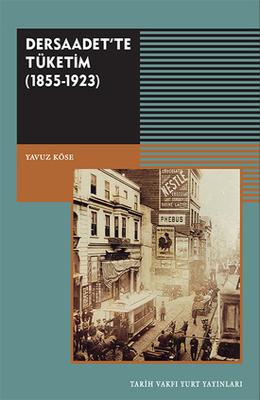 DERSAADET'TE
TÜKETİM
(1855-1923)
YAVUZ KÖSE
NESTLÉ
PHEBUS
TARİH VAKFI YURT YAYINLARI